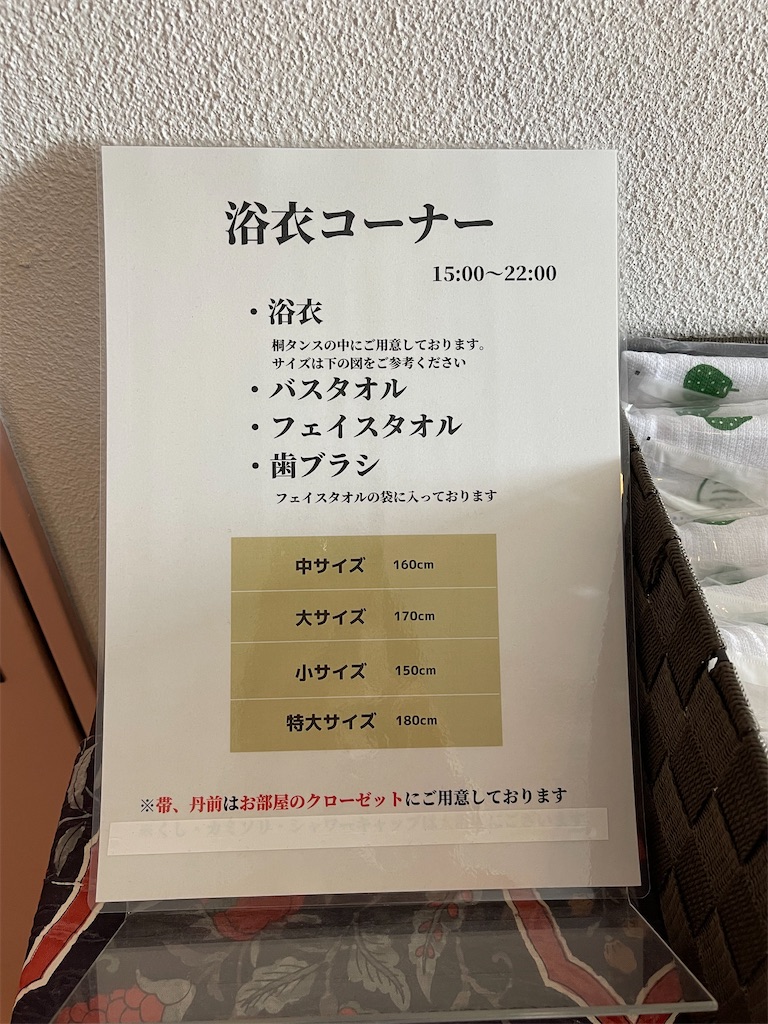 浴衣コーナー
15:00〜22:00
・浴衣
桐タンスの中にご用意しております。
サイズは下の図をご参考ください
・バスタオル
・フェイスタオル
・歯ブラシ
フェイスタオルの袋に入っております
中サイズ 160cm
大サイズ 170cm
小サイズ 150cm
特大サイズ 180cm
※帯、丹前はお部屋のクローゼットにご用意しております